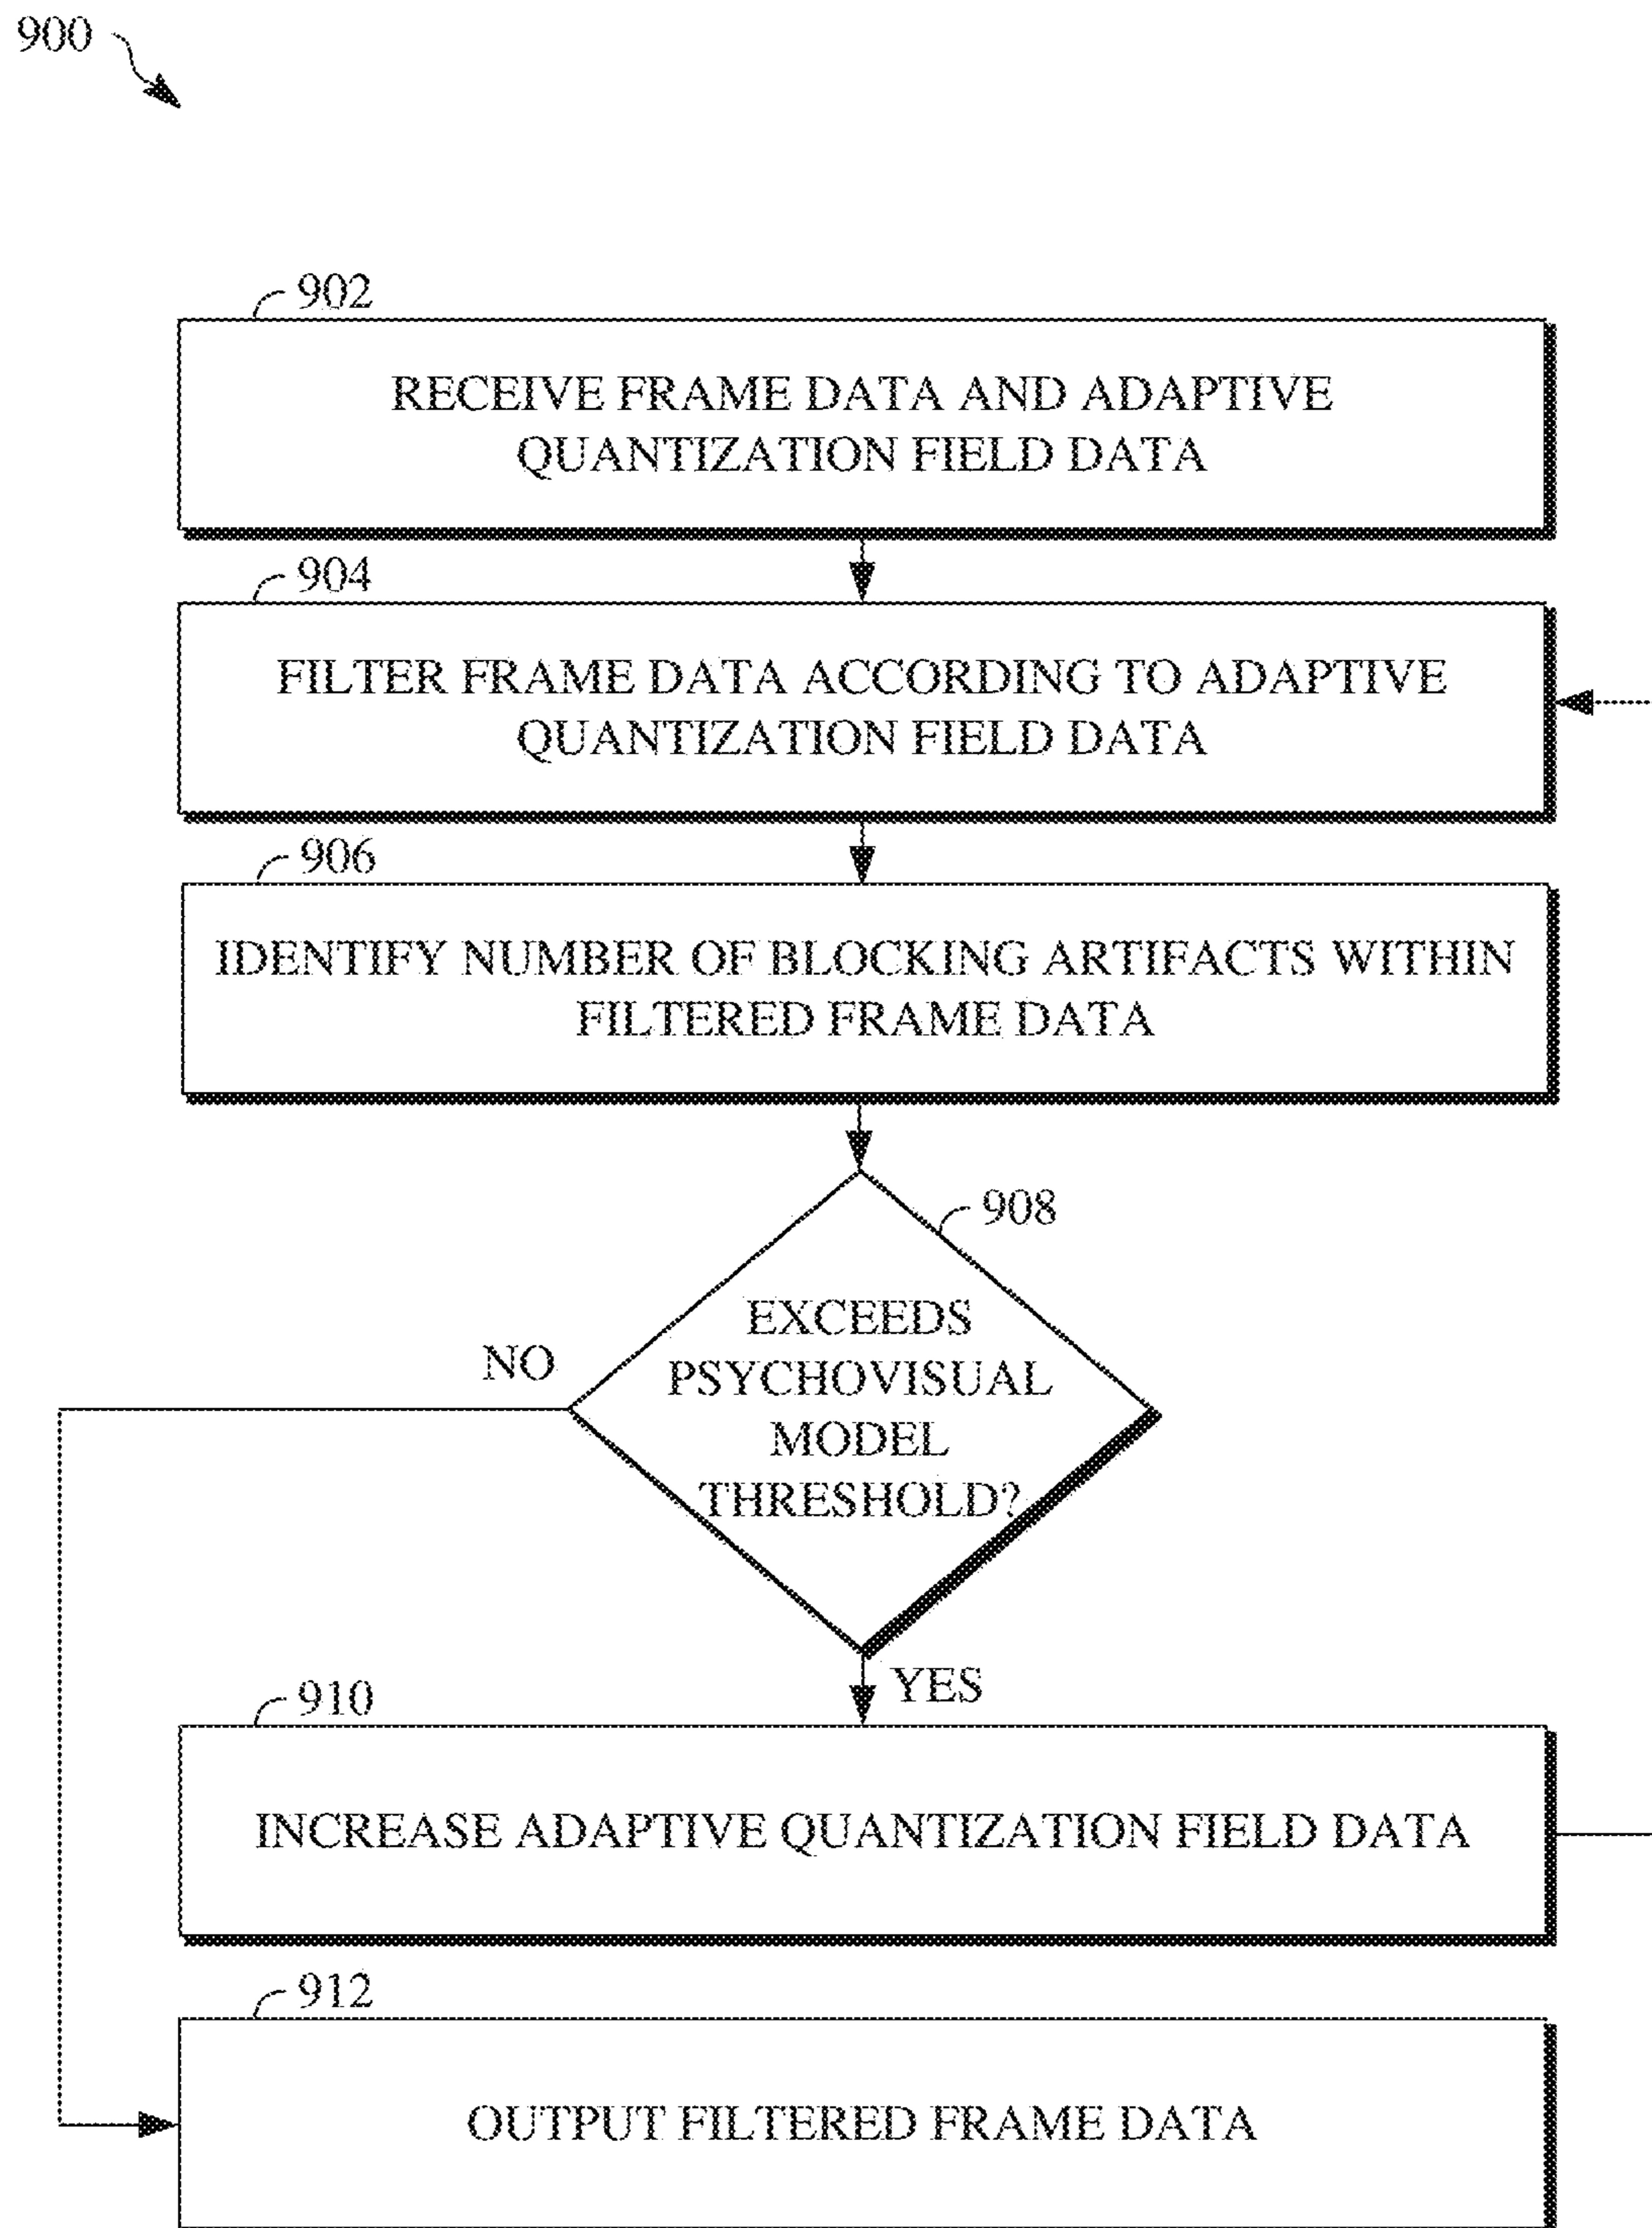 900
902
RECEIVE FRAME DATA AND ADAPTIVE
QUANTIZATION FIELD DATA
904
FILTER FRAME DATA ACCORDING TO ADAPTIVE
QUANTIZATION FIELD DATA
906
IDENTIFY NUMBER OF BLOCKING ARTIFACTS WITHIN
FILTERED FRAME DATA
908
EXCEEDS
PSYCHOVISUAL
MODEL
THRESHOLD?
NO
YES
910
INCREASE ADAPTIVE QUANTIZATION FIELD DATA
912
OUTPUT FILTERED FRAME DATA